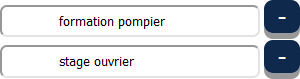 formation pompier
-
stage ouvrier
-